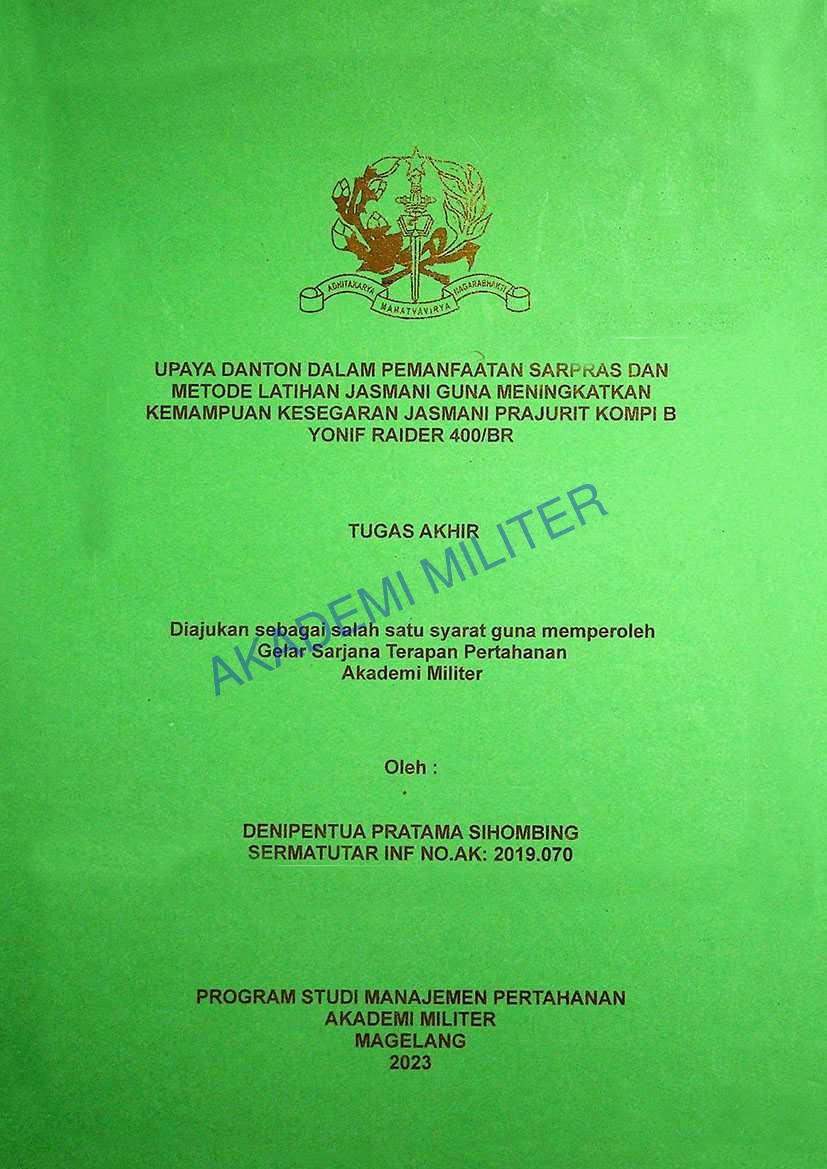 ADHITAKARYA MAHATVAVIRYA NAGARABHAKTI
UPAYA DANTON DALAM PEMANFAATAN SARPRAS DAN
METODE LATIHAN JASMANI GUNA MENINGKATKAN
KEMAMPUAN KESEGARAN JASMANI PRAJURIT KOMPI B
YONIF RAIDER 400/BR
TUGAS AKHIR
AKADEMI MILITER
Diajukan sebagai salah satu syarat guna memperoleh
Gelar Sarjana Terapan Pertahanan
Akademi Militer
Oleh :
DENIPENTUA PRATAMA SIHOMBING
SERMATUTAR INF NO.AK: 2019.070
PROGRAM STUDI MANAJEMEN PERTAHANAN
AKADEMI MILITER
MAGELANG
2023